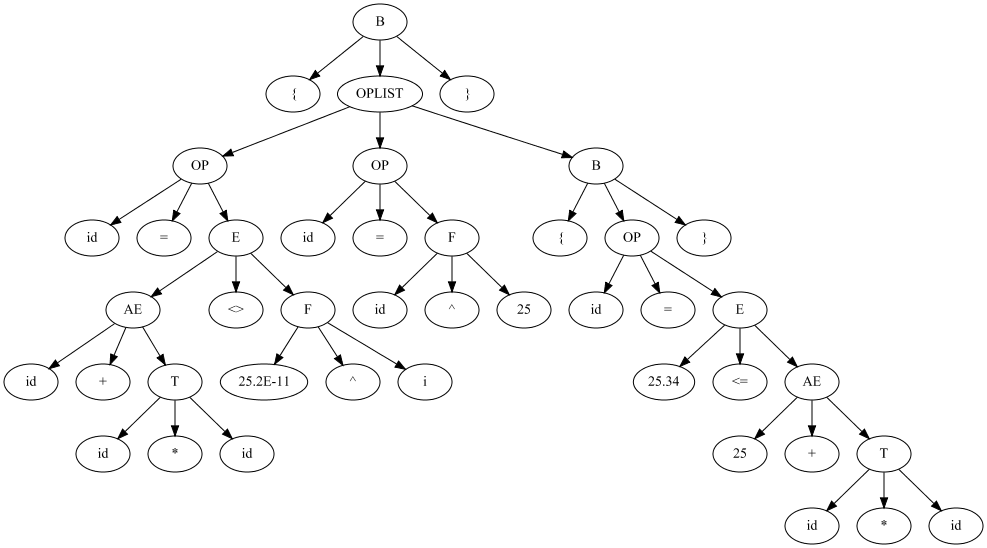 B
{ OPLIST }
OP OP B
id = E id = F { OP }
AE <> F id ^ 25 id = E
id + T 25.2E-11 ^ i 25.34 <= AE
id * id 25 + T
id * id